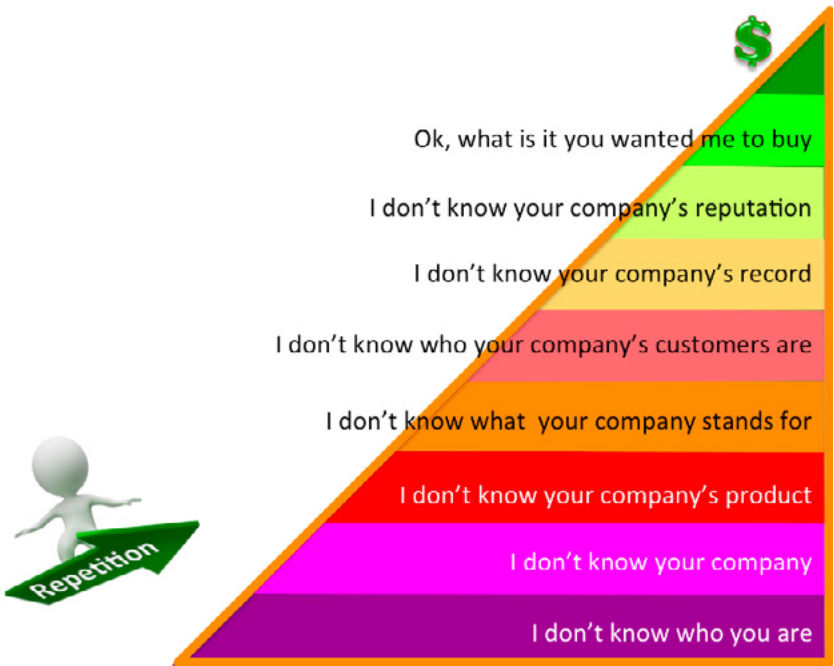 $
Ok, what is it you wanted me to buy
I don’t know your company’s reputation
I don’t know your company’s record
I don’t know who your company’s customers are
I don’t know what  your company stands for
I don’t know your company’s product
I don’t know your company
I don’t know who you are
Repetition